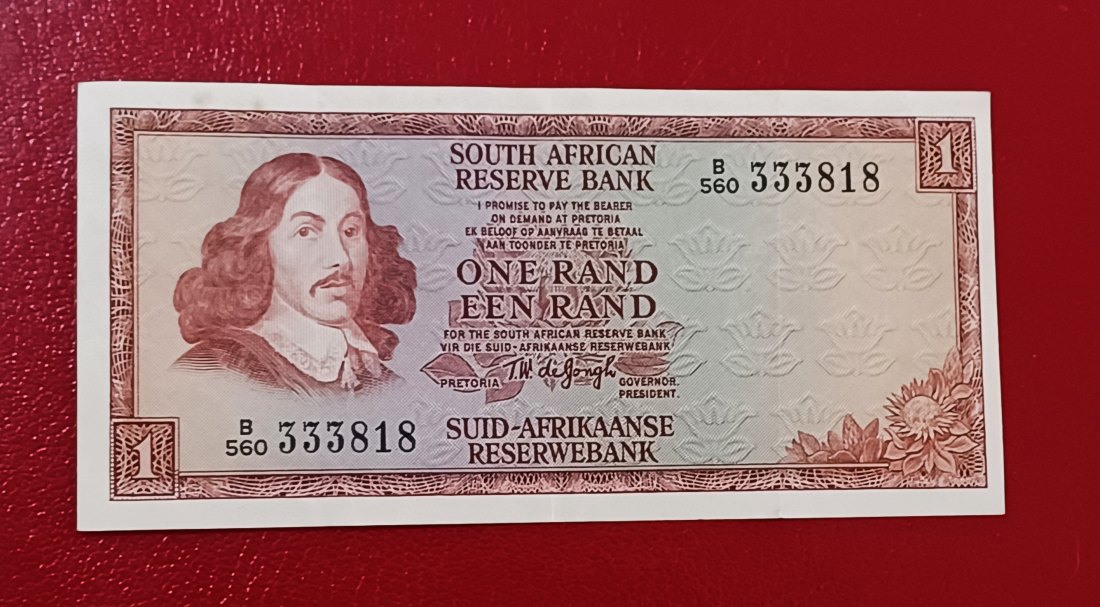 1
SOUTH AFRICAN
RESERVE BANK
B
560 333818
I PROMISE TO PAY THE BEARER
ON DEMAND AT PRETORIA
EK BELOOF OP AANVRAAG TE BETAAL
AAN TOONDER TE PRETORIA
ONE RAND
EEN RAND
FOR THE SOUTH AFRICAN RESERVE BANK
VIR DIE SUID-AFRIKAANSE RESERWEBANK
PRETORIA
T.W. de Jongh
GOVERNOR.
PRESIDENT.
B
560 333818
SUID-AFRIKAANSE
RESERWEBANK
1